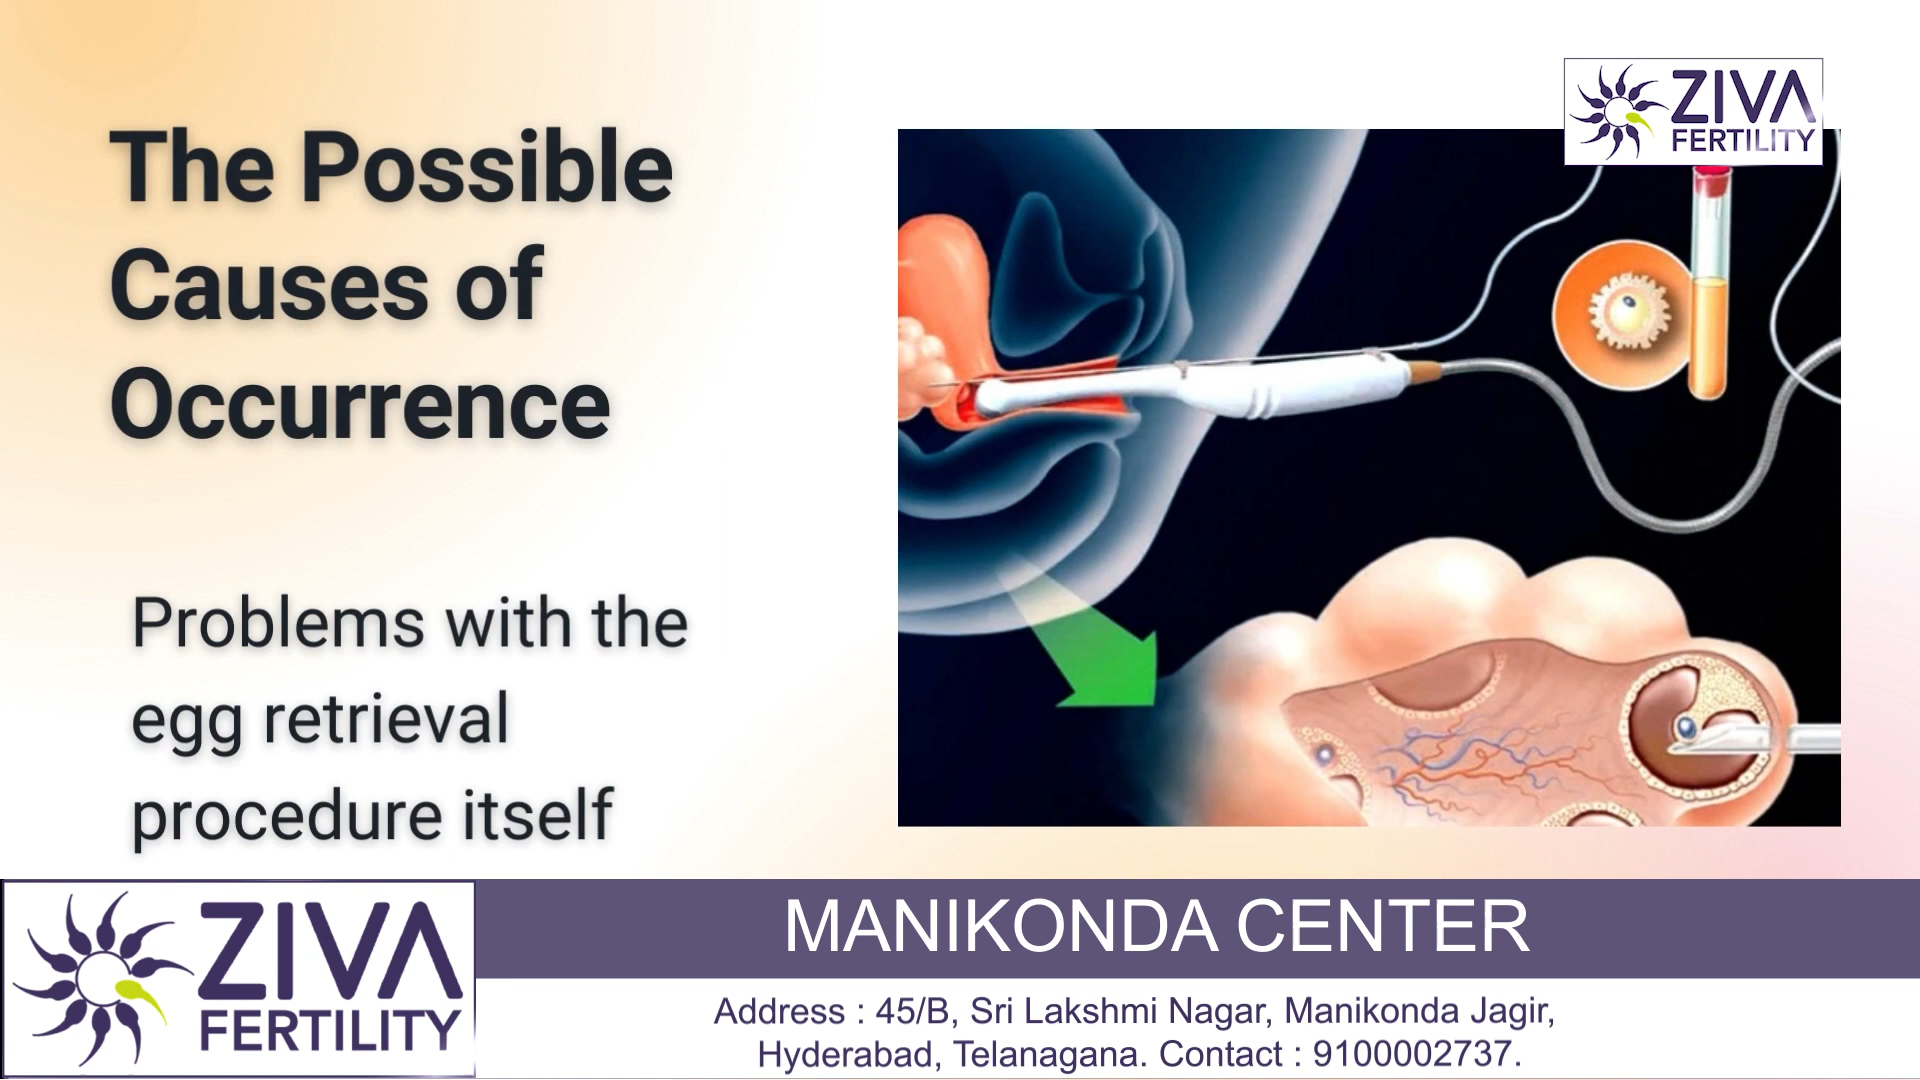 ZIVA
FERTILITY
The Possible
Causes of
Occurrence
Problems with the
egg retrieval
procedure itself
ZIVA
FERTILITY
MANIKONDA CENTER
Address : 45/B, Sri Lakshmi Nagar, Manikonda Jagir,
Hyderabad, Telanagana. Contact : 9100002737.